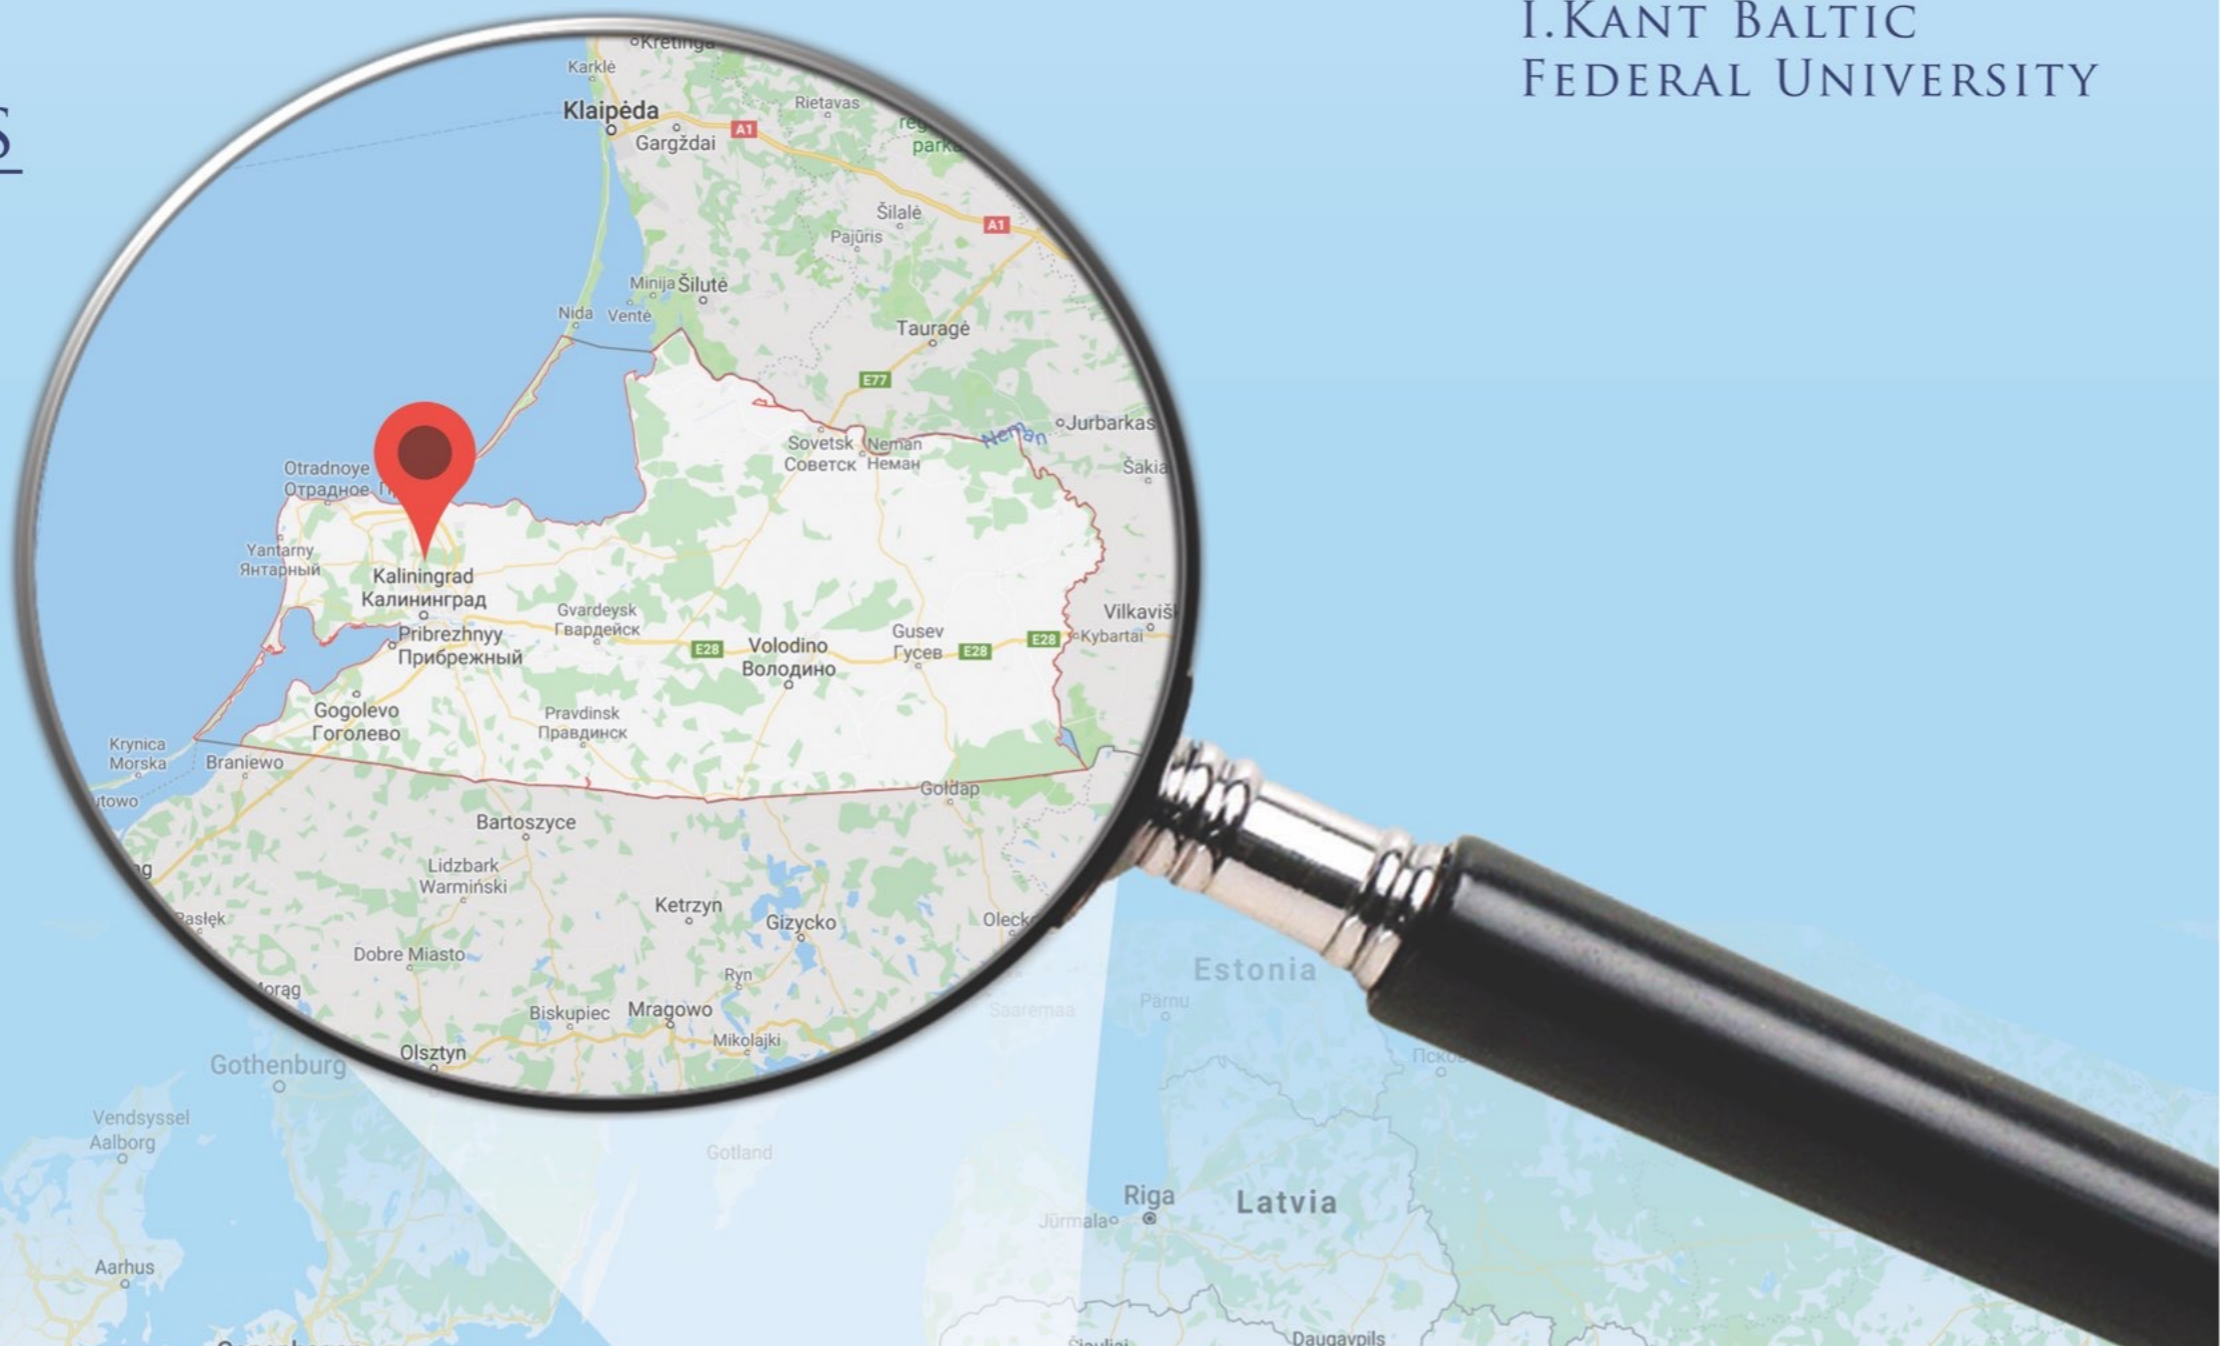 I.KANT BALTIC
FEDERAL UNIVERSITY
Kretinga
Karklė
Klaipėda
Rietavas
Gargždai
A1
Šilalė
A1
Pajūris
Minija
Šilutė
Nida
Ventė
Tauragė
E77
Jurbarkas
Neman
Sovetsk
Советск
Neman
Неман
Otradnoye
Отрадное
Yantarny
Янтарный
Kaliningrad
Калининград
Pribrezhnyy
Прибрежный
Gvardeysk
Гвардейск
E28
Volodino
Володино
Gusev
Гусев
E28
E28
Kybartai
Gogolevo
Гоголево
Pravdinsk
Правдинск
Krynica
Morska
Braniewo
Gołdap
Bartoszyce
Lidzbark
Warmiński
Ketrzyn
Gizycko
Pasłęk
Dobre Miasto
Ryn
Biskupiec
Mragowo
Mikołajki
Olsztyn
Estonia
Pärnu
Saaremaa
Gothenburg
Vendsyssel
Aalborg
Gotland
Riga
Latvia
Jūrmala
Aarhus
Daugavpils